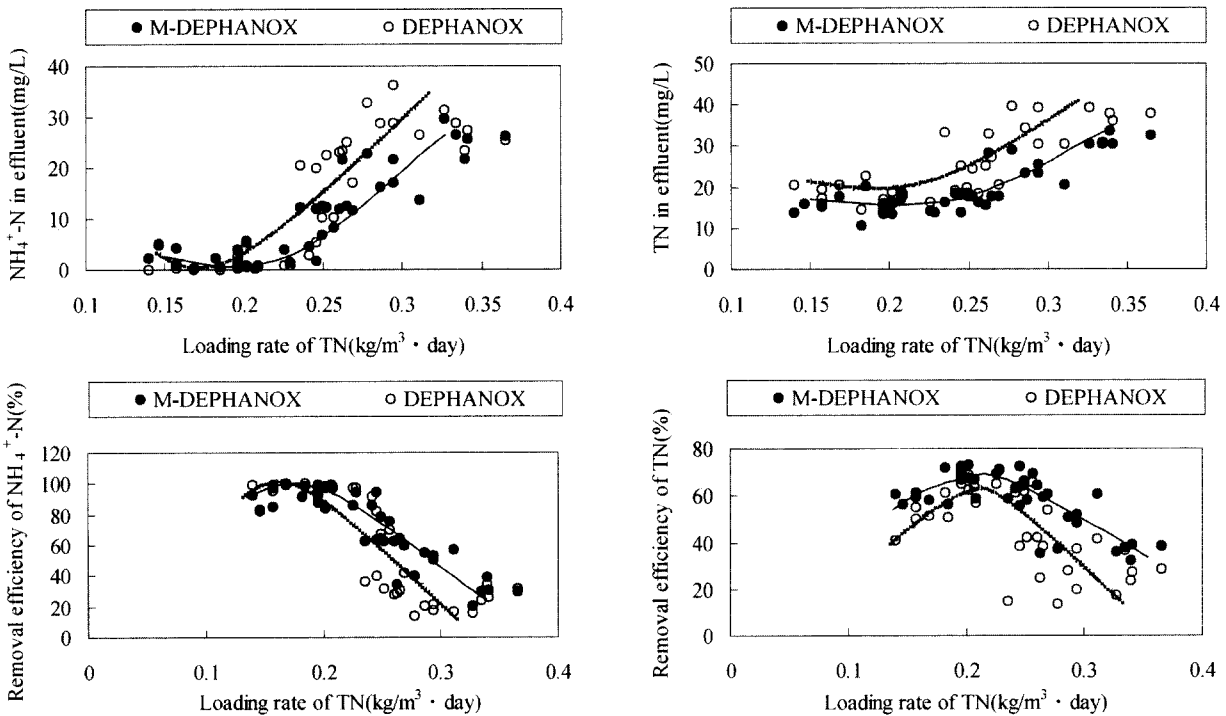 ● M-DEPHANOX ○ DEPHANOX
NH₄⁺-N in effluent(mg/L)
40
30
20
10
0
0.1 0.15 0.2 0.25 0.3 0.35 0.4
Loading rate of TN(kg/m³・day)
● M-DEPHANOX ○ DEPHANOX
TN in effluent(mg/L)
50
40
30
20
10
0
0.1 0.15 0.2 0.25 0.3 0.35 0.4
Loading rate of TN(kg/m³・day)
● M-DEPHANOX ○ DEPHANOX
Removal efficiency of NH₄⁺-N(%)
120
100
80
60
40
20
0
0 0.1 0.2 0.3 0.4
Loading rate of TN(kg/m³・day)
● M-DEPHANOX ○ DEPHANOX
Removal efficiency of TN(%)
80
60
40
20
0
0 0.1 0.2 0.3 0.4
Loading rate of TN(kg/m³・day)